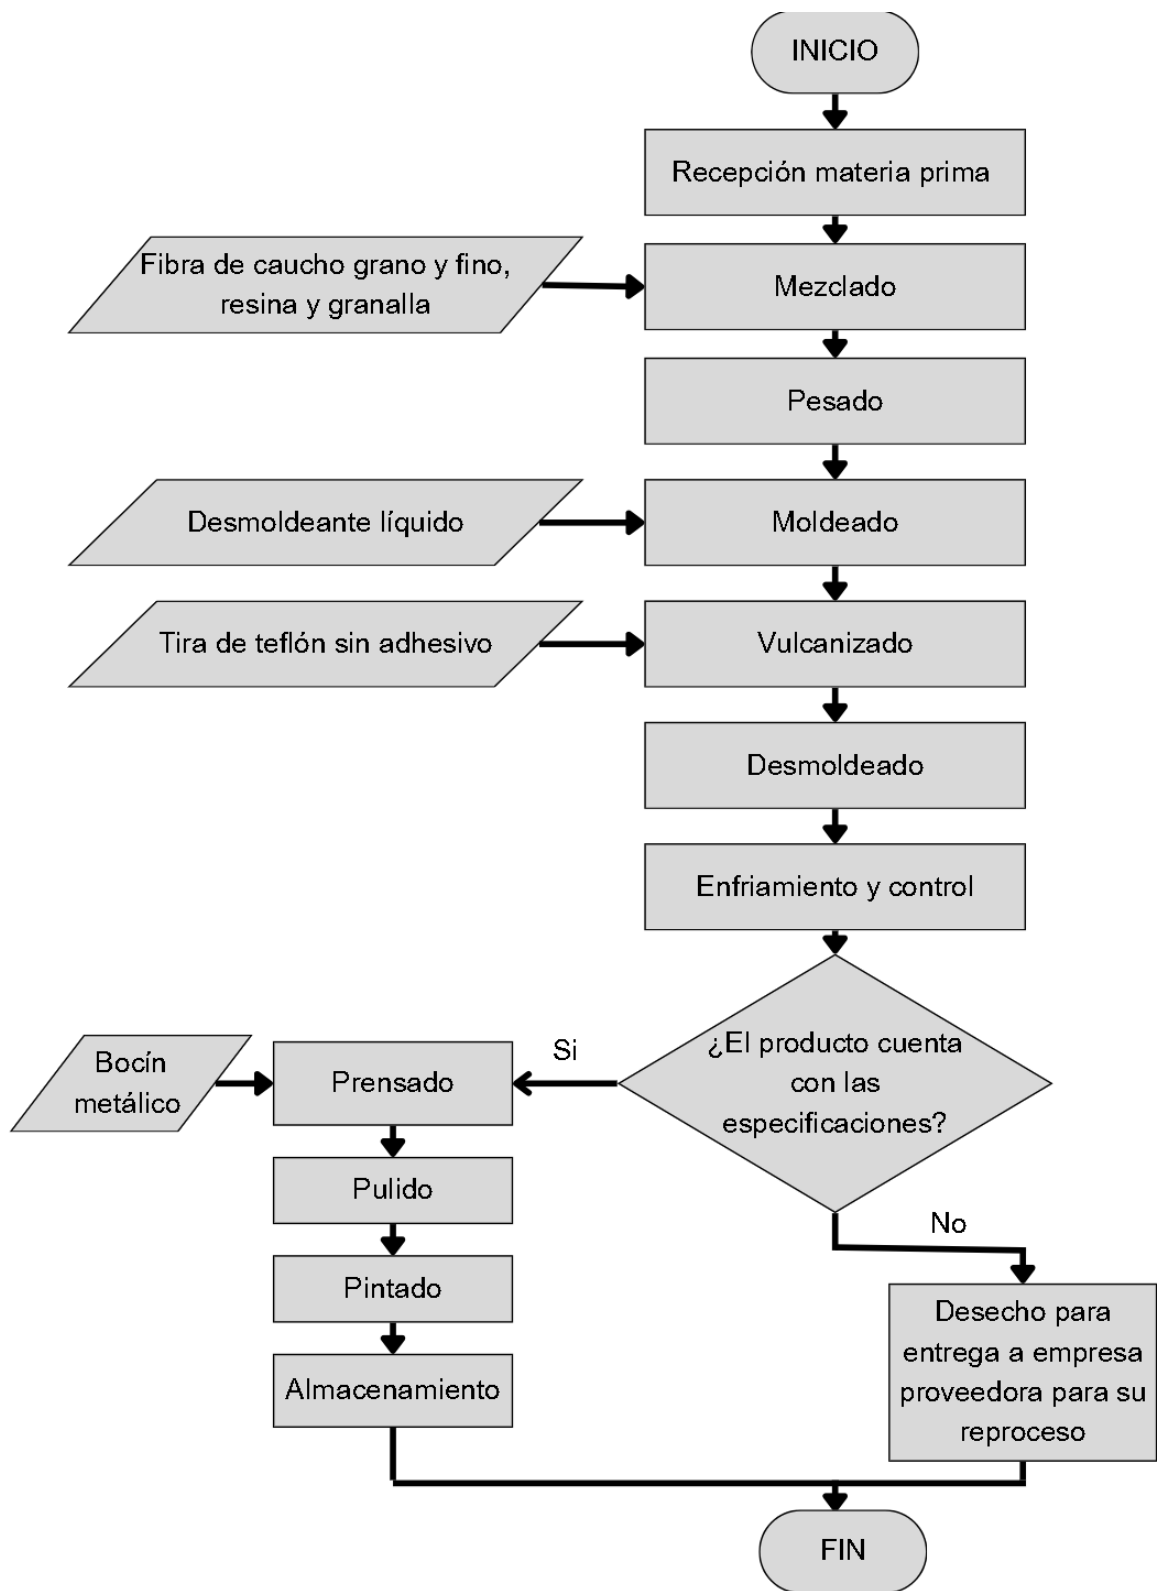 INICIO
Recepción materia prima
Fibra de caucho grano y fino,
resina y granalla
Mezclado
Pesado
Desmoldeante líquido
Moldeado
Tira de teflón sin adhesivo
Vulcanizado
Desmoldeado
Enfriamiento y control
¿El producto cuenta
con las
especificaciones?
Si
Bocín
metálico
Prensado
Pulido
No
Pintado
Desecho para
entrega a empresa
proveedora para su
reproceso
Almacenamiento
FIN